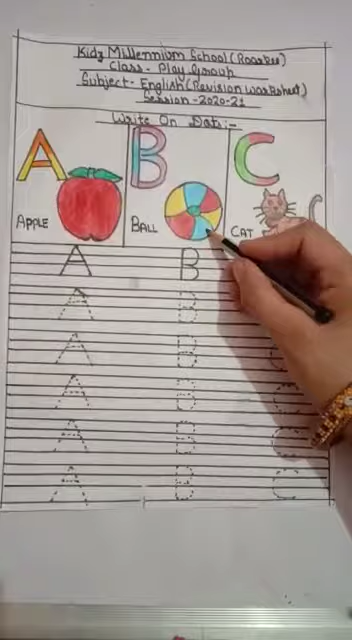 Kidz Millennium School (Roorkee)
Class - Play Group
Subject - English (Revision Worksheet)
Session - 2020-21
Write On Dots:-
A B C
APPLE BALL CAT
A B
A B
A B C
A B C
A B C
A B C